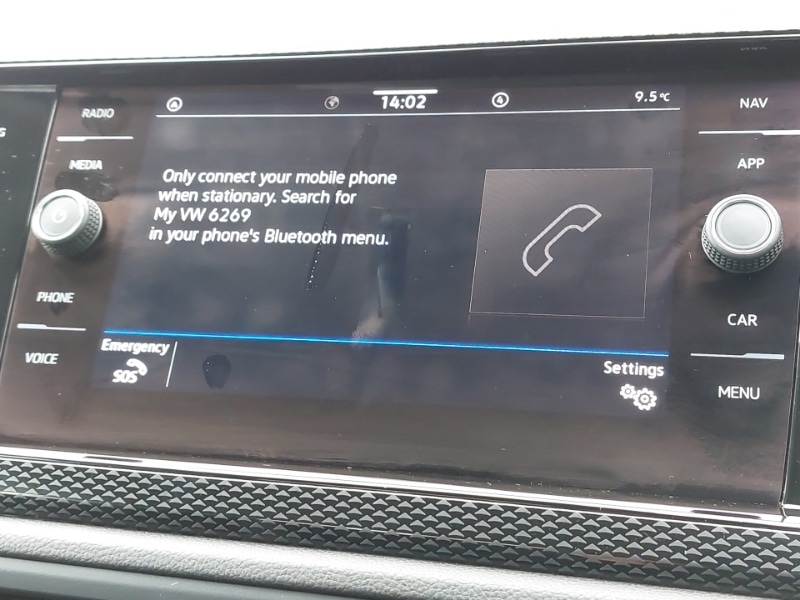 RADIO
MEDIA
PHONE
VOICE
14:02
4
9.5°C
Only connect your mobile phone
when stationary. Search for
My VW 6269
in your phone's Bluetooth menu.
Emergency
SOS
Settings
NAV
APP
CAR
MENU